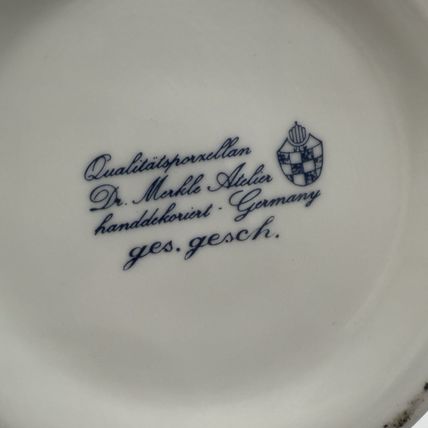 Qualitätsporzellan
Dr. Merkle Atelier
handdekoriert · Germany
ges. gesch.